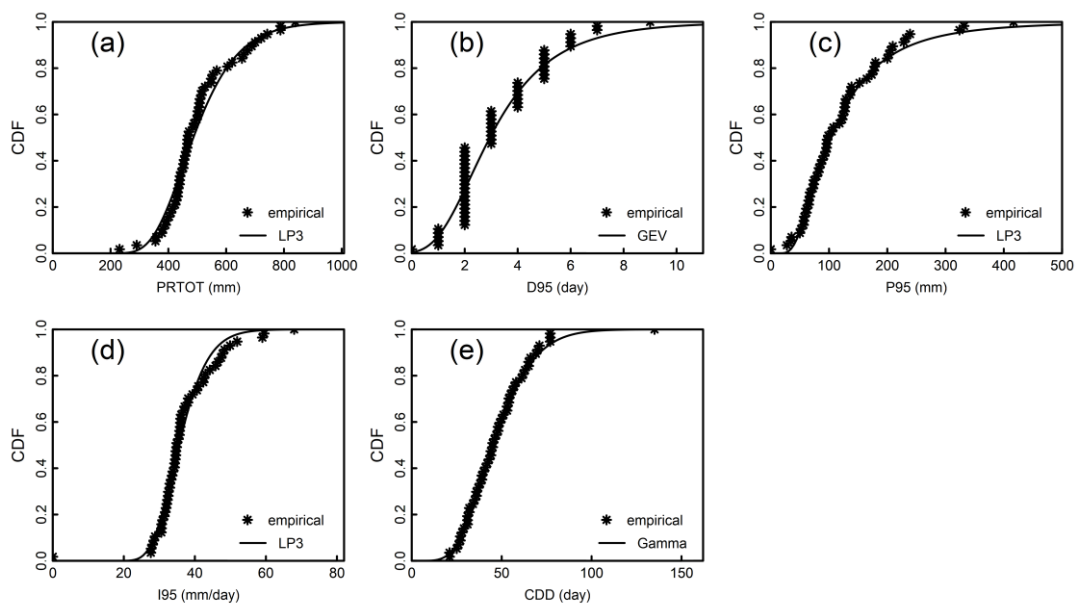 (a)
CDF
0.0 0.2 0.4 0.6 0.8 1.0
empirical
LP3
0 200 400 600 800 1000
PRTOT (mm)
(b)
CDF
0.0 0.2 0.4 0.6 0.8 1.0
empirical
GEV
0 2 4 6 8 10
D95 (day)
(c)
CDF
0.0 0.2 0.4 0.6 0.8 1.0
empirical
LP3
0 100 200 300 400 500
P95 (mm)
(d)
CDF
0.0 0.2 0.4 0.6 0.8 1.0
empirical
LP3
0 20 40 60 80
I95 (mm/day)
(e)
CDF
0.0 0.2 0.4 0.6 0.8 1.0
empirical
Gamma
0 50 100 150
CDD (day)